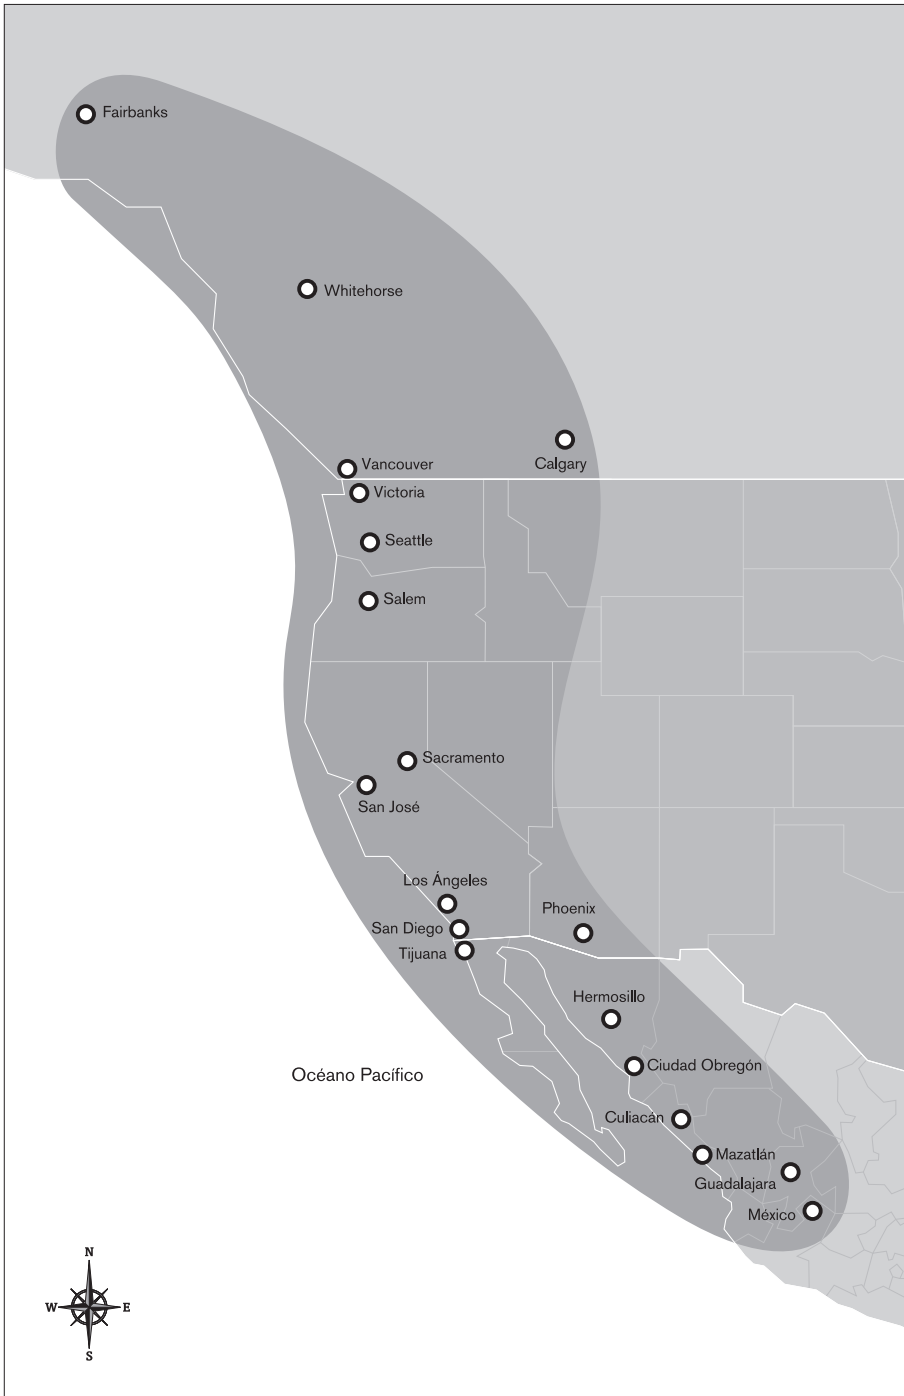 Fairbanks
Whitehorse
Vancouver
Calgary
Victoria
Seattle
Salem
Sacramento
San José
Los Ángeles
Phoenix
San Diego
Tijuana
Hermosillo
Ciudad Obregón
Océano Pacífico
Culiacán
Mazatlán
Guadalajara
México
N
W E
S